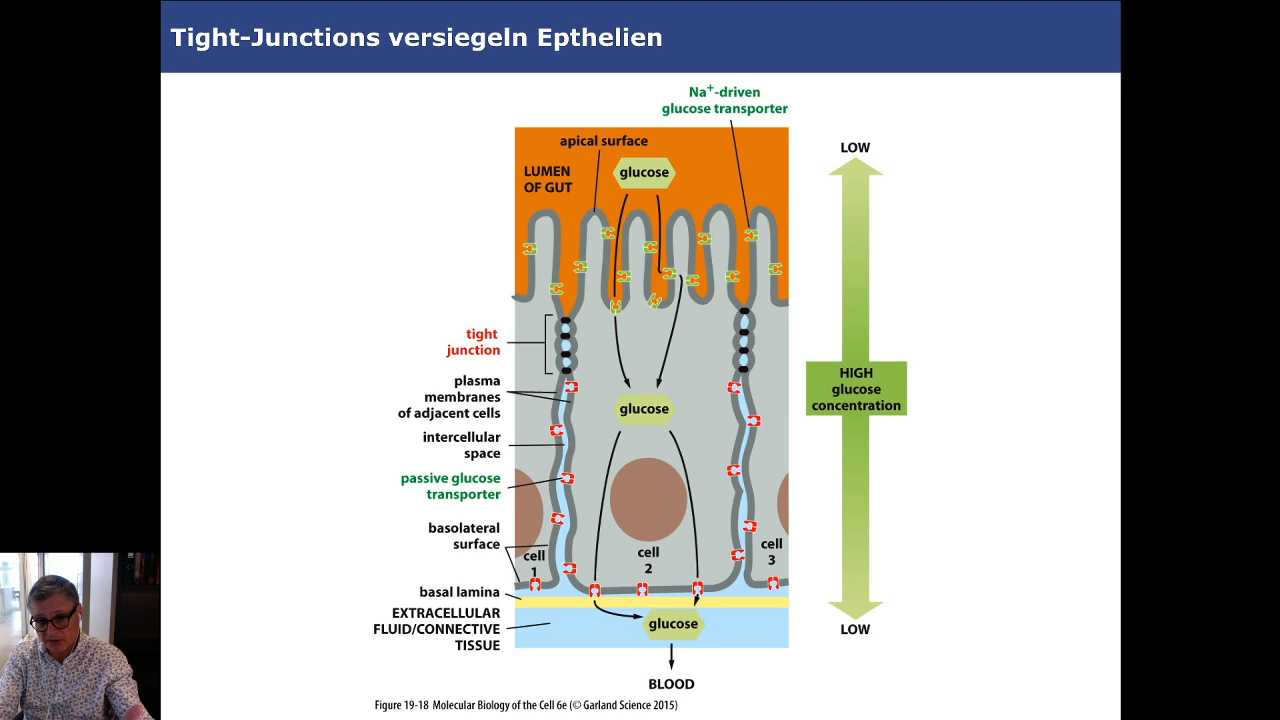 Tight-Junctions versiegeln Epthelien
Na+-driven
glucose transporter
apical surface
LUMEN
OF GUT
glucose
LOW
tight
junction
plasma
membranes
of adjacent cells
intercellular
space
passive glucose
transporter
basolateral
surface
basal lamina
EXTRACELLULAR
FLUID/CONNECTIVE
TISSUE
glucose
cell
1
cell
2
cell
3
glucose
BLOOD
HIGH
glucose
concentration
LOW
Figure 19-18 Molecular Biology of the Cell 6e (© Garland Science 2015)